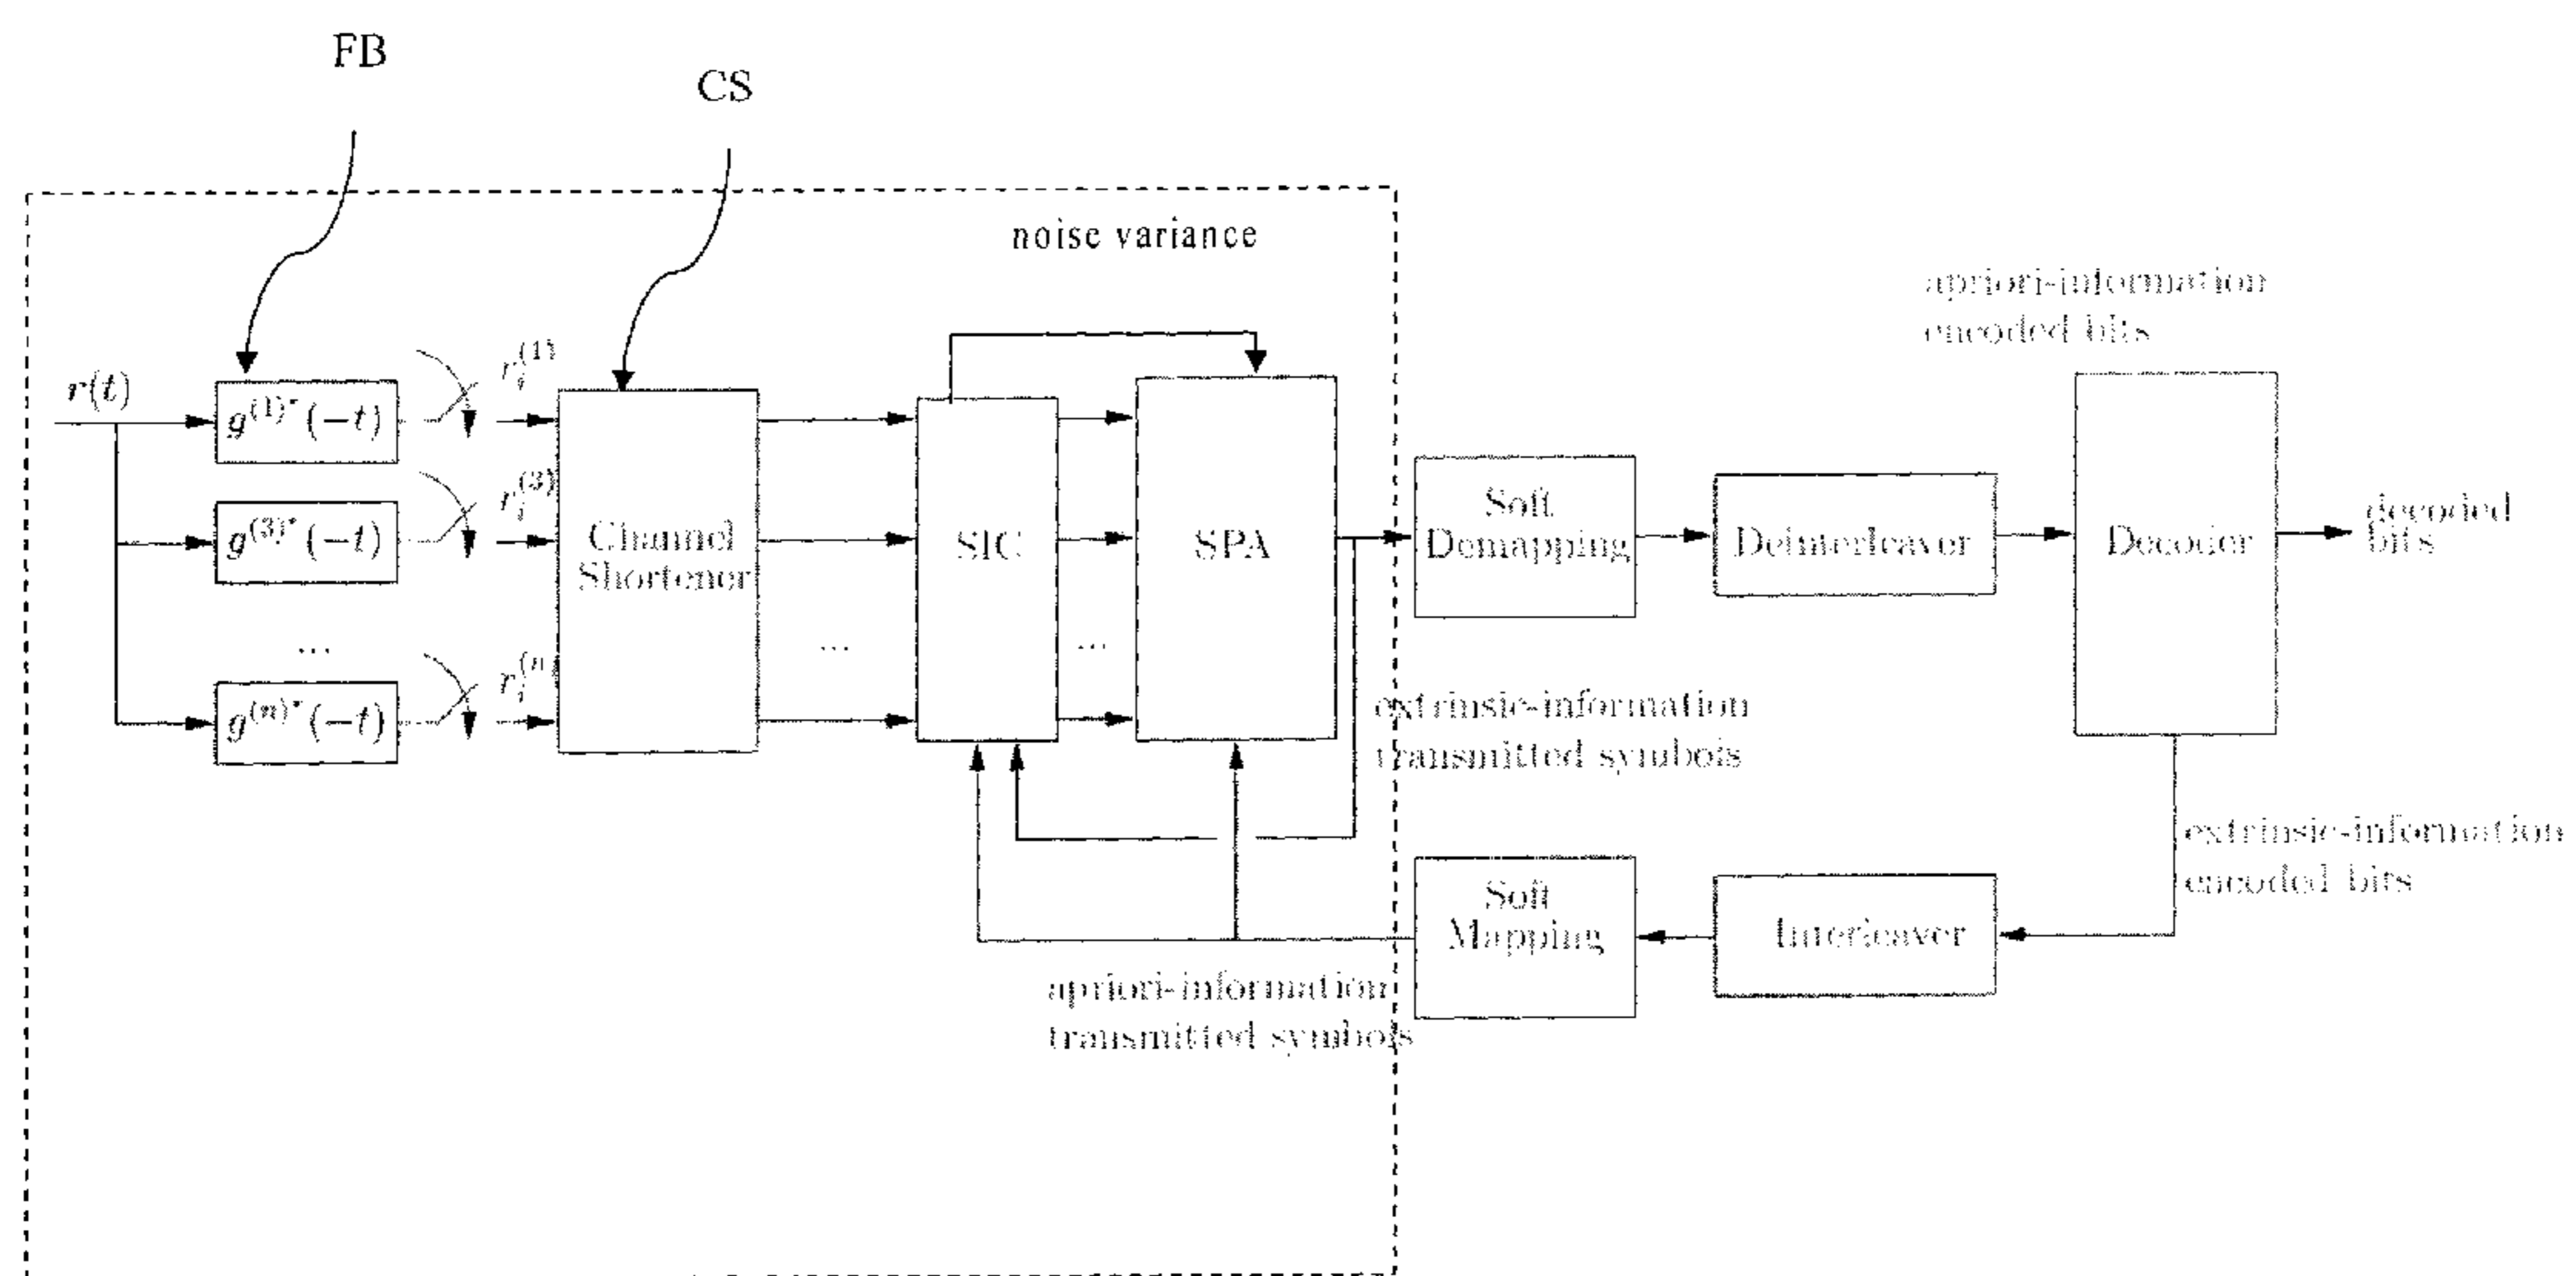 FB
CS
noise variance
apriori-information
encoded bits
r(t)
g^{(1)*}(-t)
r_i^{(1)}
g^{(3)*}(-t)
r_i^{(3)}
...
g^{(n)*}(-t)
r_i^{(n)}
Channel
Shortener
...
SIC
...
SPA
Soft
Demapping
Deinterleaver
Decoder
decoded
bits
extrinsic-information
transmitted symbols
extrinsic-information
encoded bits
Soft
Mapping
Interleaver
apriori-information
transmitted symbols